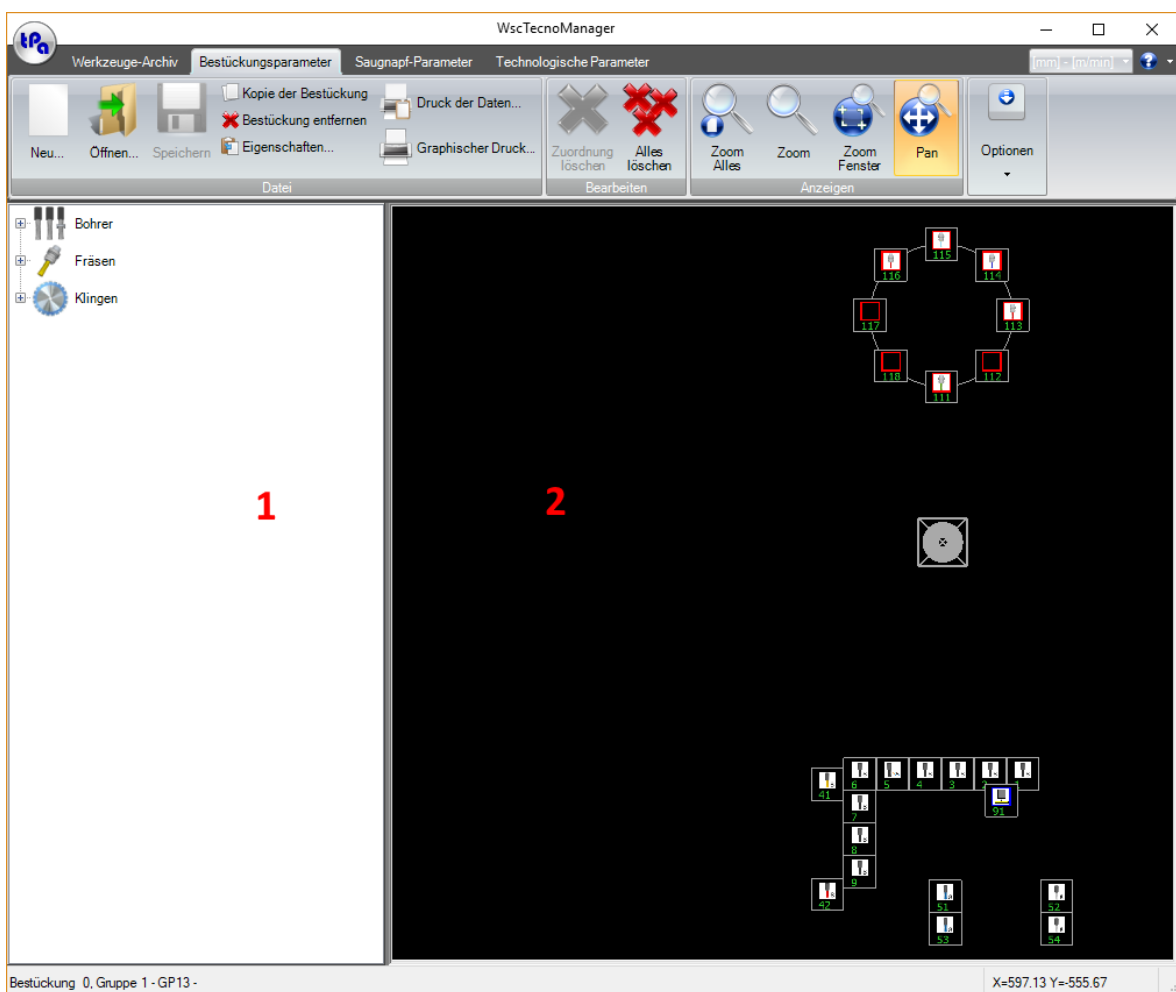 WscTecnoManager
tPa
Werkzeuge-Archiv Bestückungsparameter Saugnapf-Parameter Technologische Parameter [mm] - [m/min]
Neu...
Öffnen...
Speichern
Kopie der Bestückung
Bestückung entfernen
Eigenschaften...
Druck der Daten...
Graphischer Druck...
Datei
Zuordnung
löschen
Alles
löschen
Bearbeiten
Zoom
Alles
Zoom
Zoom
Fenster
Pan
Anzeigen
Optionen
Bohrer
Fräsen
Klingen
1
2
115
116 114
117 113
118 112
111
41 6 5 4 3 2 1
91
7
8
9
42
51 52
53 54
Bestückung 0, Gruppe 1 - GP13 - X=597.13 Y=-555.67